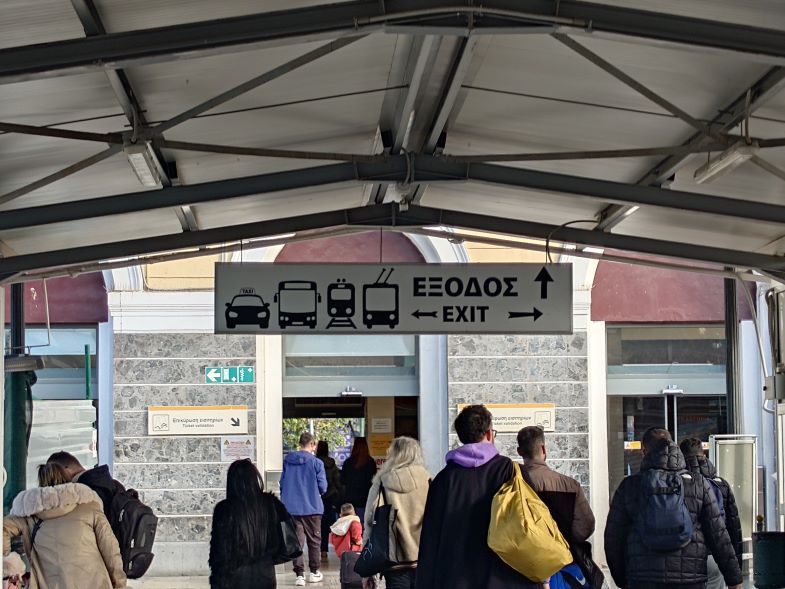 TAXI
ΕΞΟΔΟΣ
EXIT
Επικύρωση εισιτηρίων
Ticket validation
Επικύρωση εισιτηρίων
Ticket validation